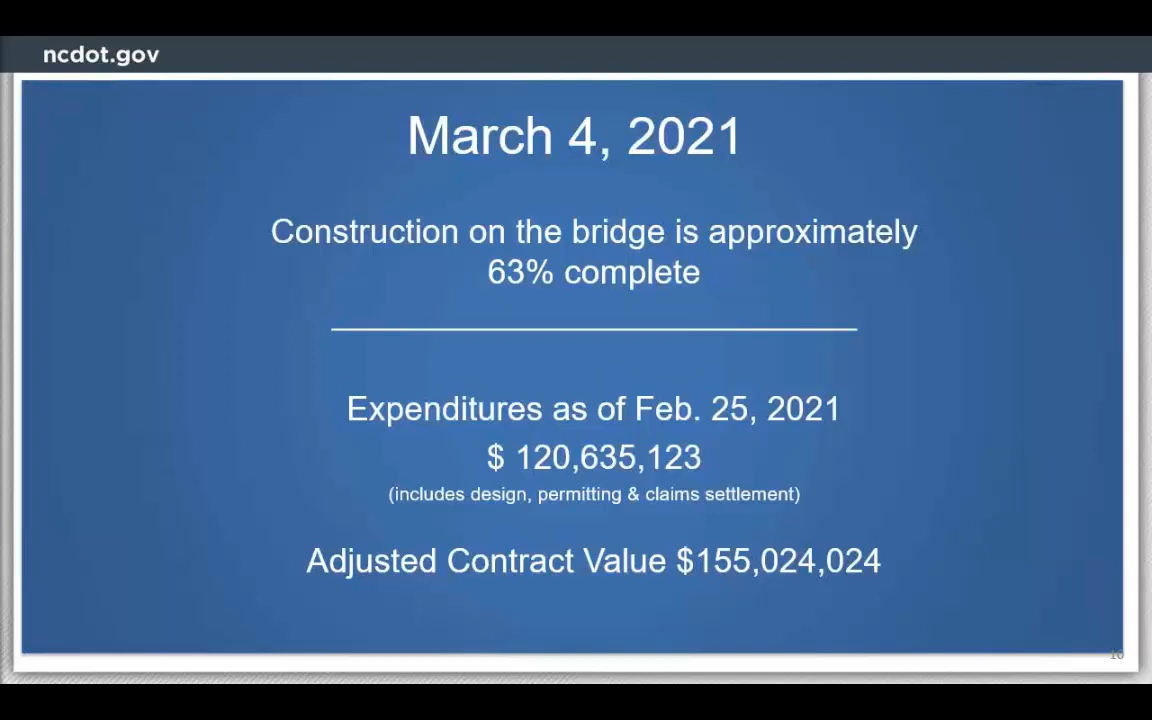 ncdot.gov
March 4, 2021
Construction on the bridge is approximately
63% complete
Expenditures as of Feb. 25, 2021
$ 120,635,123
(includes design, permitting & claims settlement)
Adjusted Contract Value $155,024,024
10